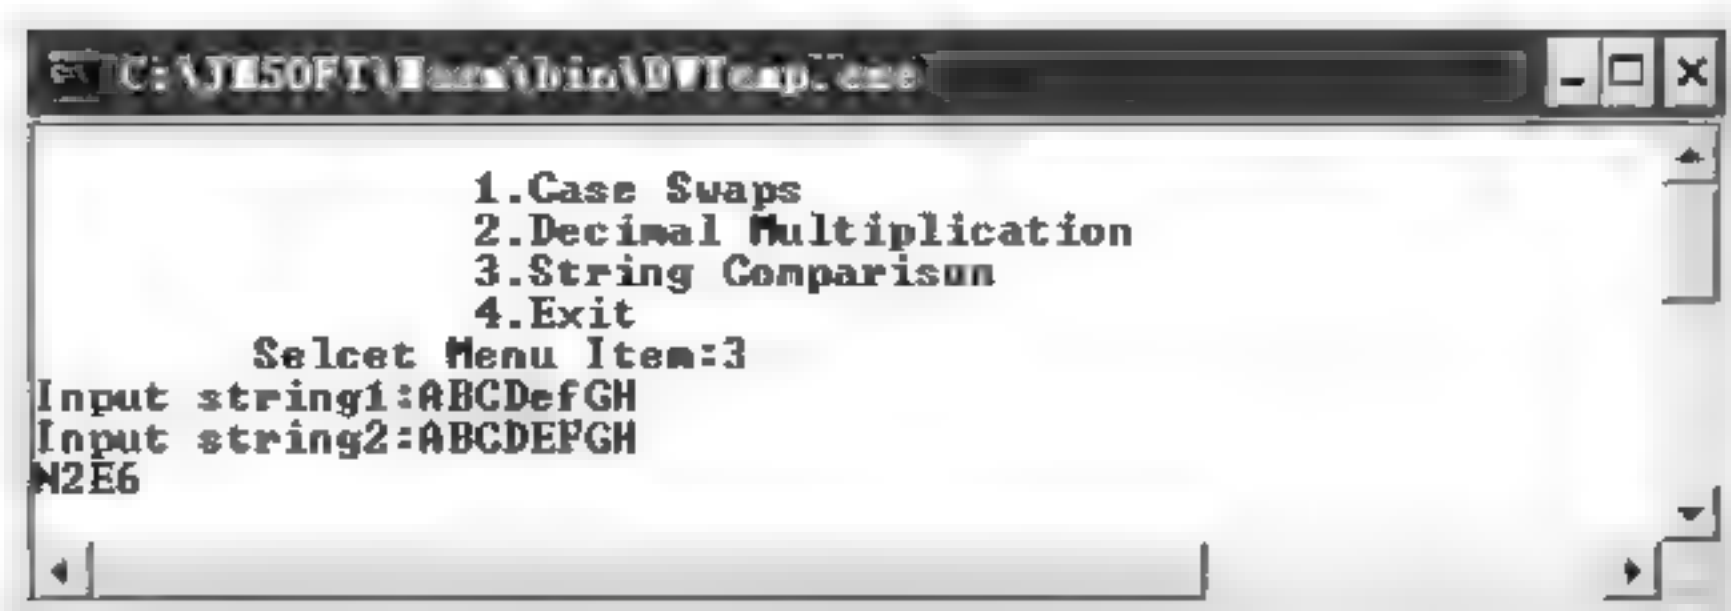 1.Case Swaps
2.Decimal Multiplication
3.String Comparison
4.Exit
Selcet Menu Item:3
Input string1:ABCDefGH
Input string2:ABCDEFGH
N2E6